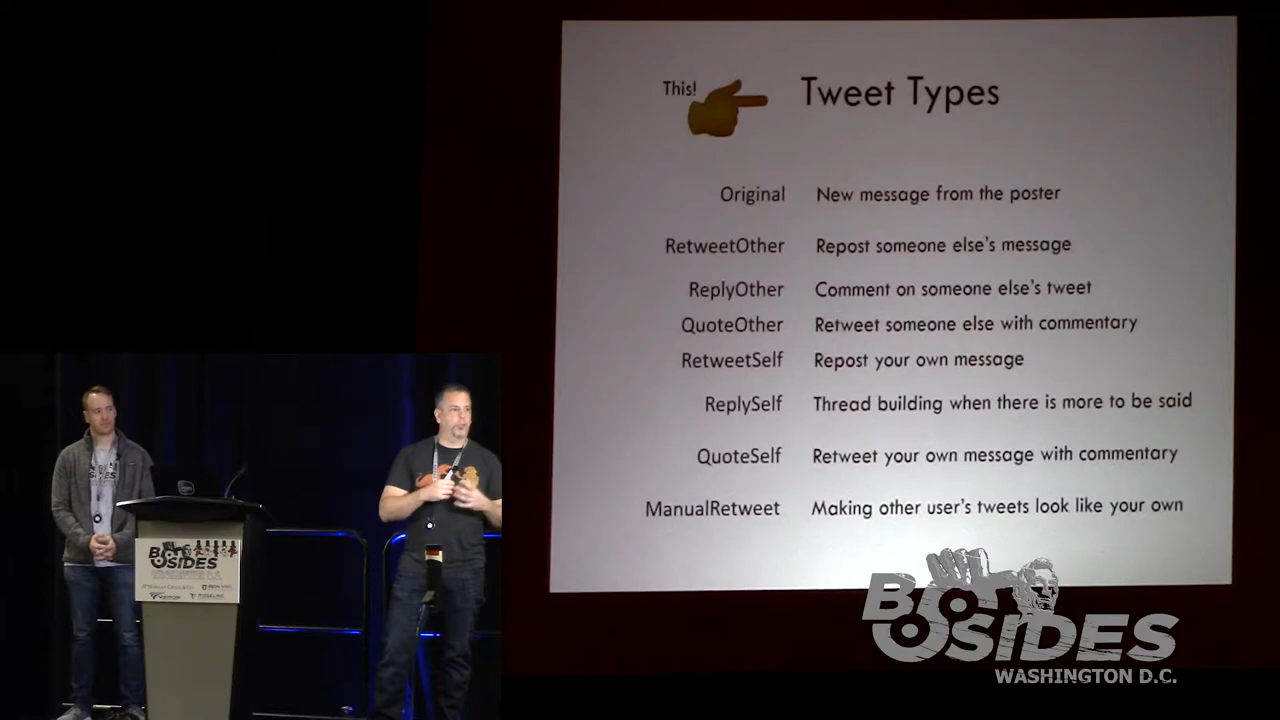 This!
Tweet Types
Original New message from the poster
RetweetOther Repost someone else's message
ReplyOther Comment on someone else's tweet
QuoteOther Retweet someone else with commentary
RetweetSelf Repost your own message
ReplySelf Thread building when there is more to be said
QuoteSelf Retweet your own message with commentary
ManualRetweet Making other user's tweets look like your own
BSIDES
BSIDES
WASHINGTON D.C.